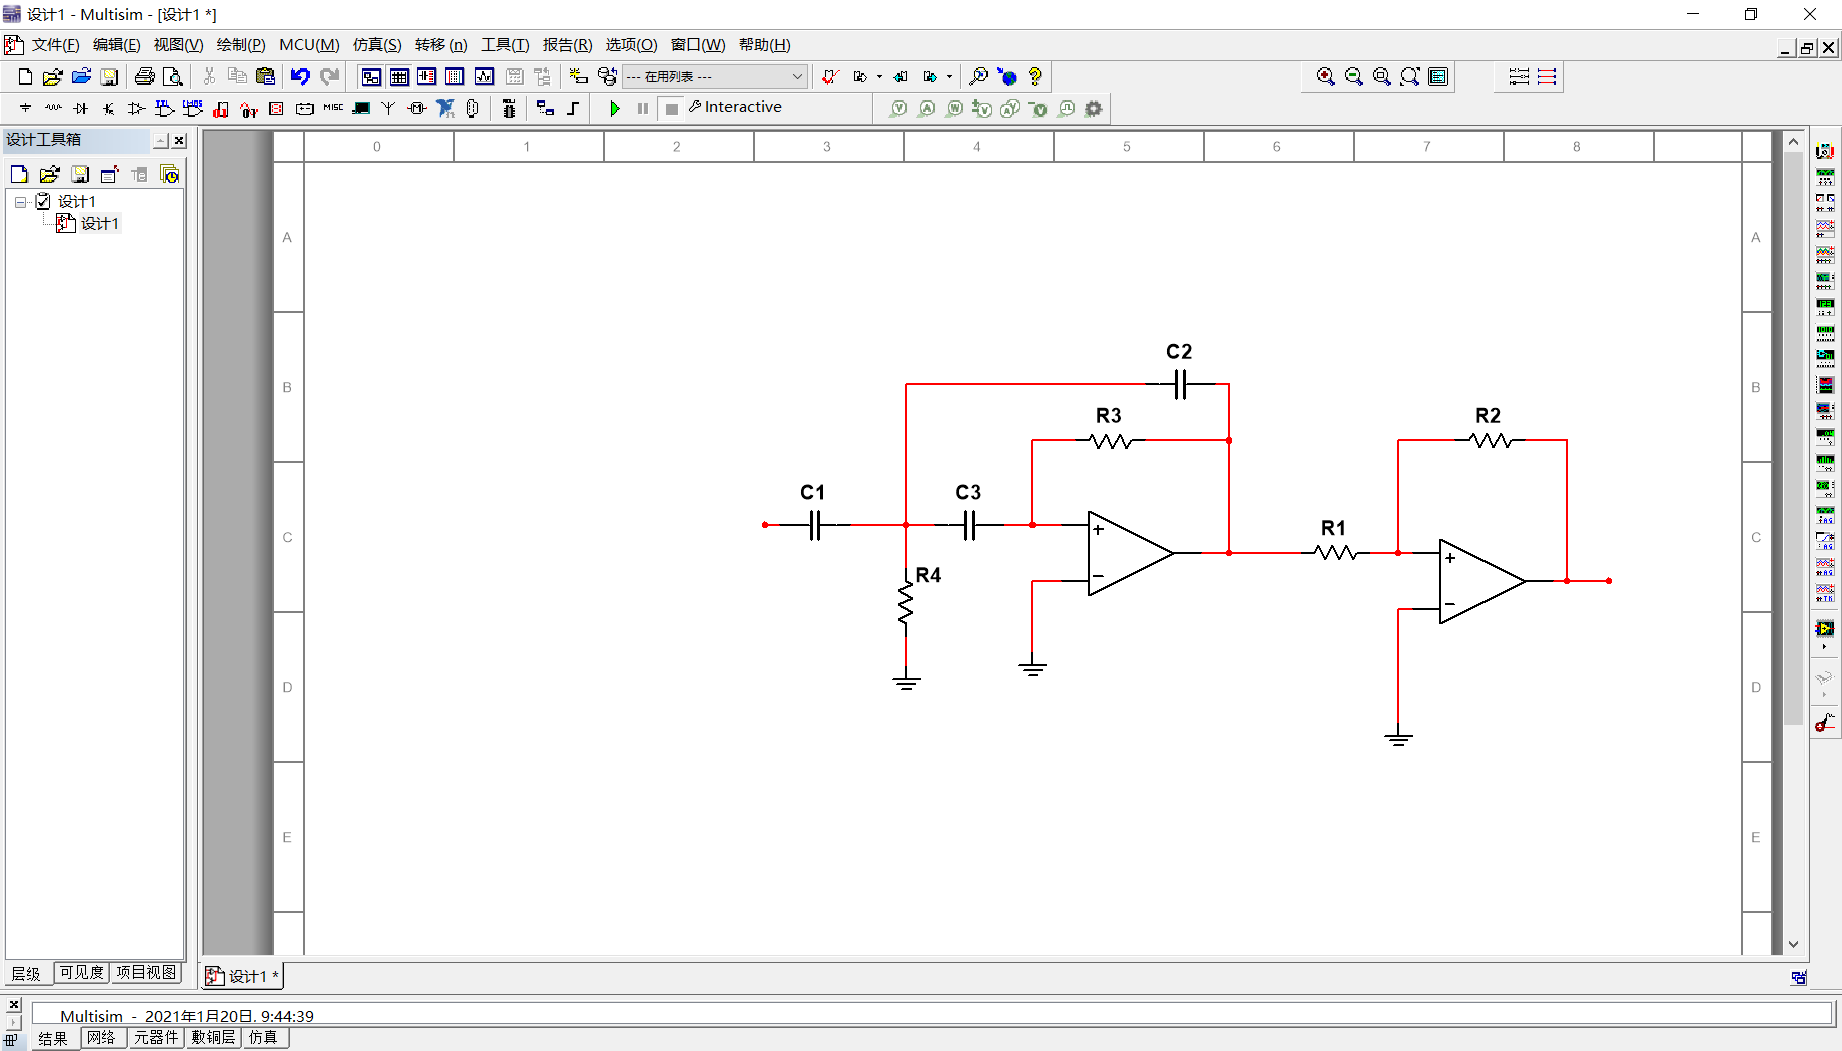 设计1 - Multisim - [设计1 *]
文件(F) 编辑(E) 视图(V) 绘制(P) MCU(M) 仿真(S) 转移 (n) 工具(T) 报告(R) 选项(O) 窗口(W) 帮助(H)
--- 在用列表 ---
MISC Interactive
设计工具箱
设计1
设计1
0 1 2 3 4 5 6 7 8
A A
B B
C C
D D
E E
C2
R3
R2
C1
C3
R1
R4
+
−
+
−
层级 可见度 项目视图
设计1 *
Multisim - 2021年1月20日, 9:44:39
结果 网络 元器件 敷铜层 仿真